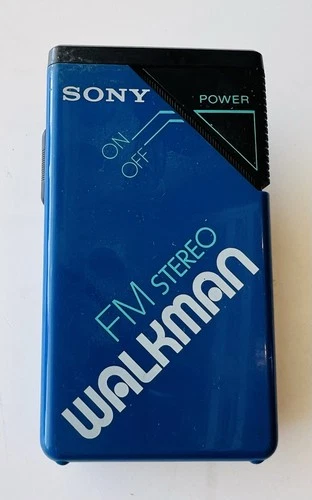 SONY
POWER
ON
OFF
FM STEREO
WALKMAN